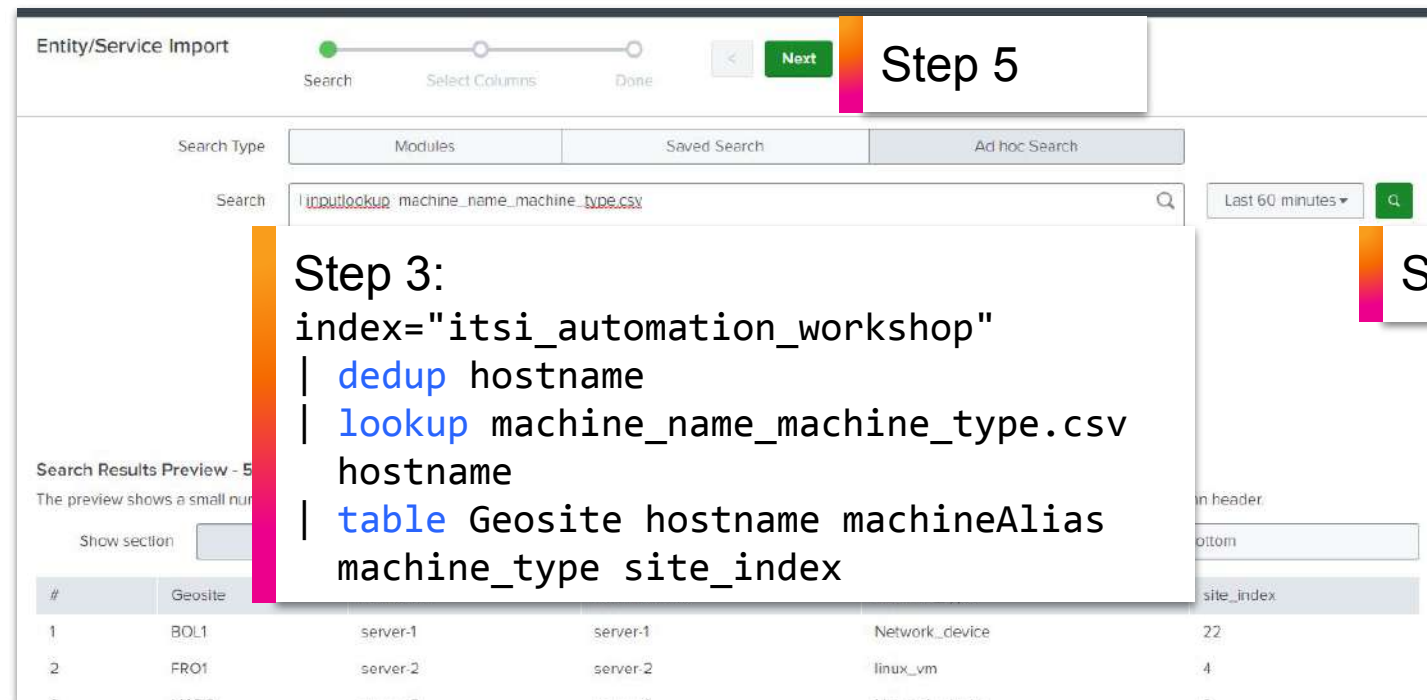 Entity/Service Import
Search
Select Columns
Done
<
Next
Step 5
Search Type
Modules
Saved Search
Ad hoc Search
Search
| inputlookup machine_name_machine_type.csv
Last 60 minutes
Step 3:
index="itsi_automation_workshop"
| dedup hostname
| lookup machine_name_machine_type.csv
hostname
| table Geosite hostname machineAlias
machine_type site_index
S
Search Results Preview - 5
The preview shows a small nu
n header.
Show section
ottom
# Geosite site_index
1 BOL1 server-1 server-1 Network_device 22
2 FRO1 server-2 server-2 linux_vm 4